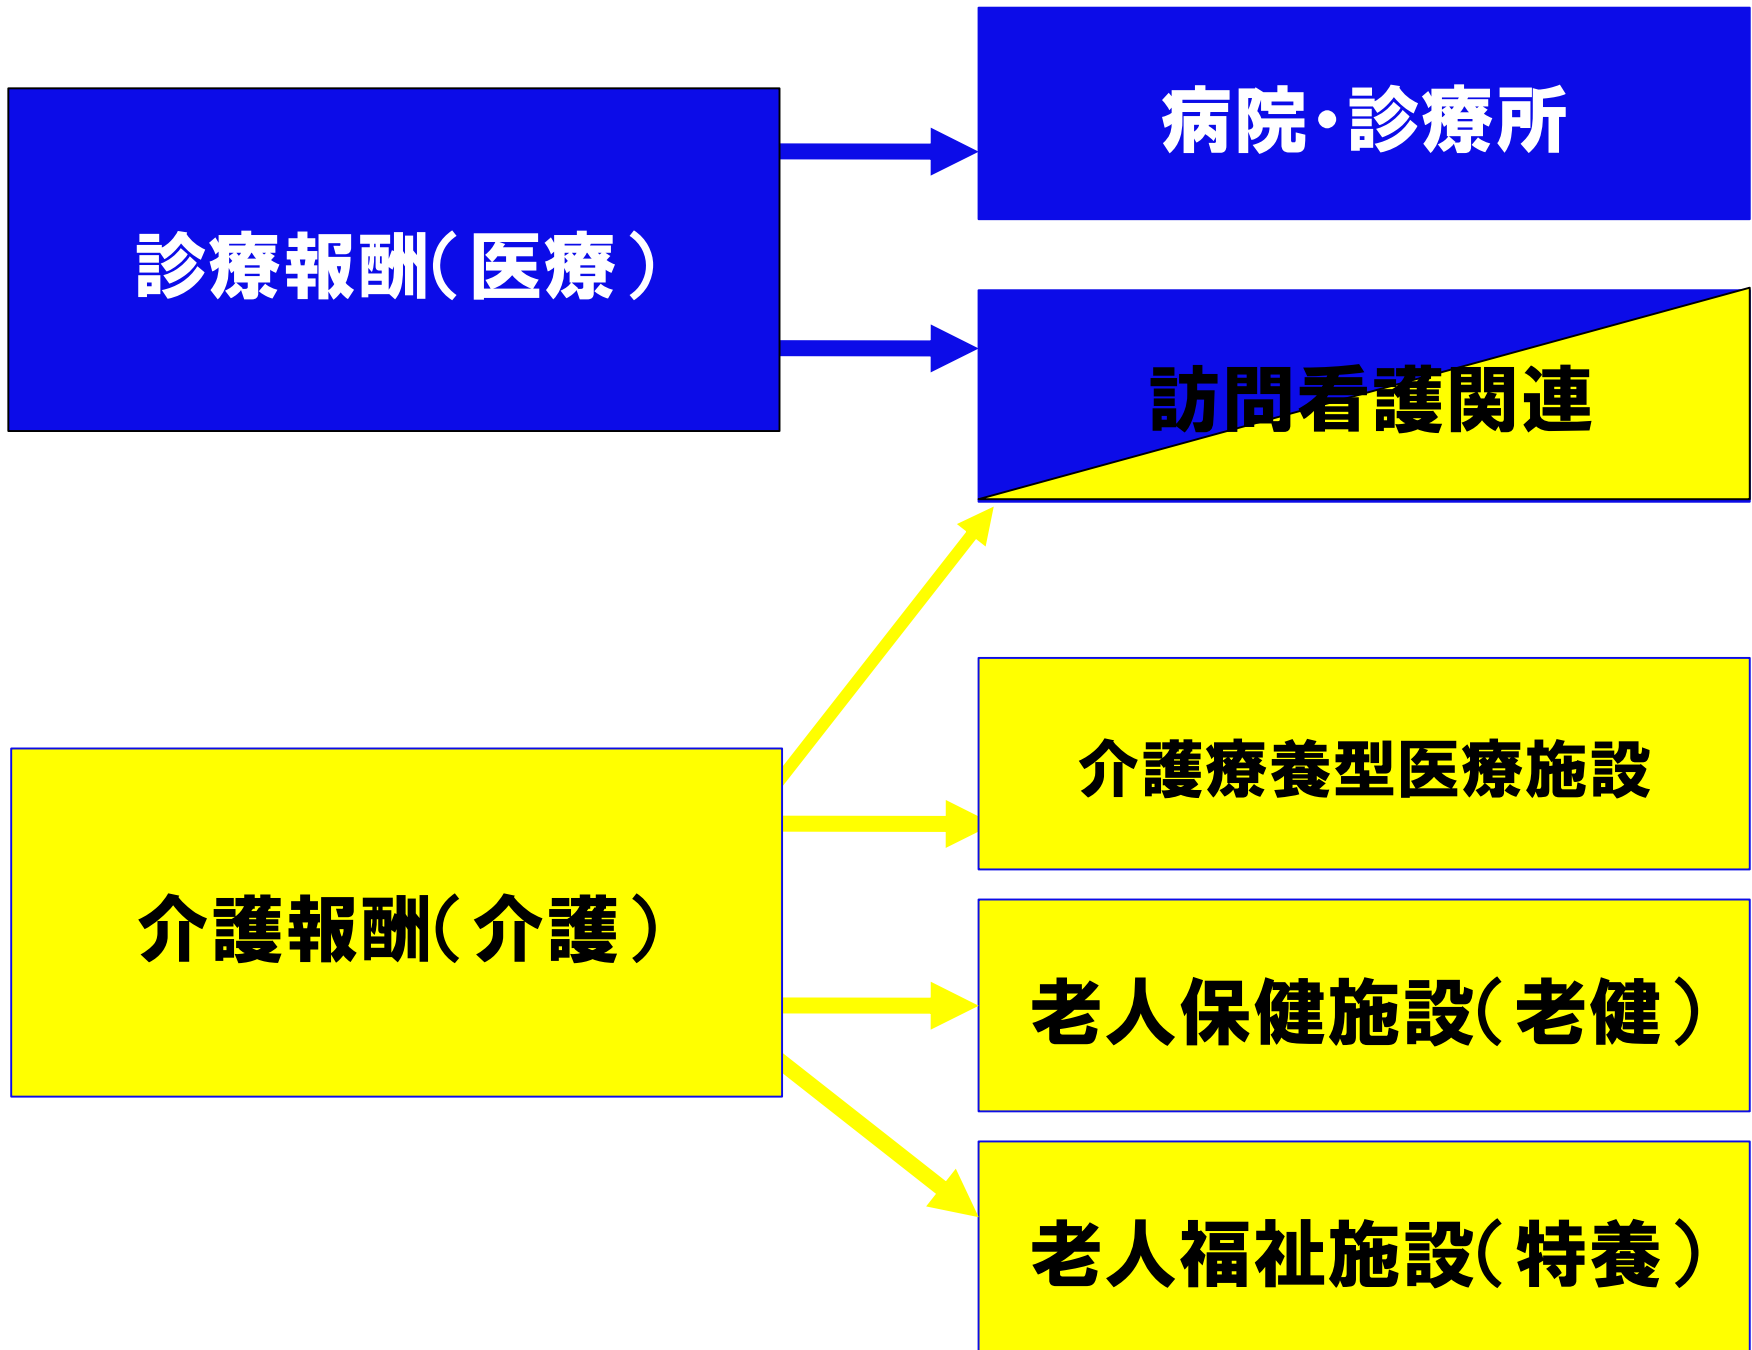 診療報酬（医療）
病院・診療所
訪問看護関連
介護報酬（介護）
介護療養型医療施設
老人保健施設（老健）
老人福祉施設（特養）